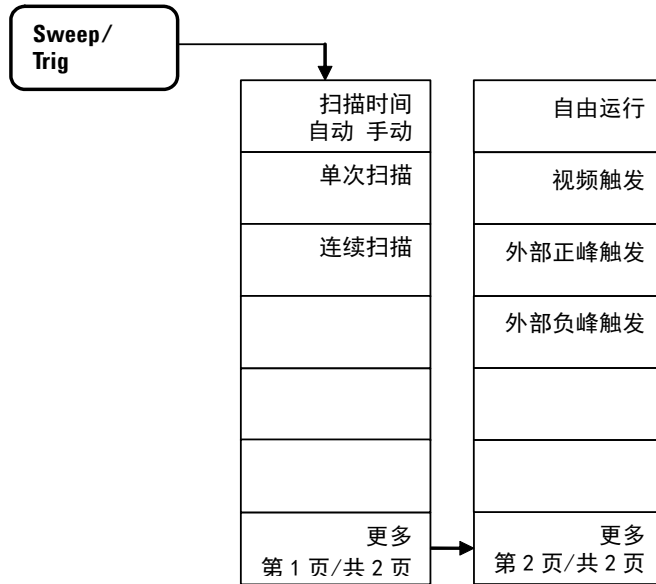 Sweep/
Trig
扫描时间
自动 手动
单次扫描
连续扫描
更多
第 1 页/共 2 页
自由运行
视频触发
外部正峰触发
外部负峰触发
更多
第 2 页/共 2 页